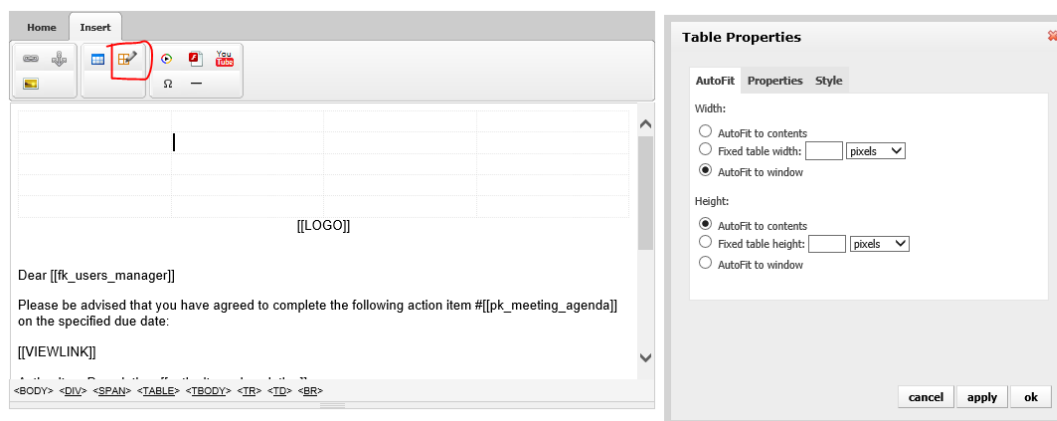 Home Insert
You
Tube
Ω
[[LOGO]]
Dear [[fk_users_manager]]
Please be advised that you have agreed to complete the following action item #[[pk_meeting_agenda]]
on the specified due date:
[[VIEWLINK]]
<BODY> <DIV> <SPAN> <TABLE> <TBODY> <TR> <TD> <BR>
Table Properties
AutoFit Properties Style
Width:
AutoFit to contents
Fixed table width: pixels
AutoFit to window
Height:
AutoFit to contents
Fixed table height: pixels
AutoFit to window
cancel apply ok